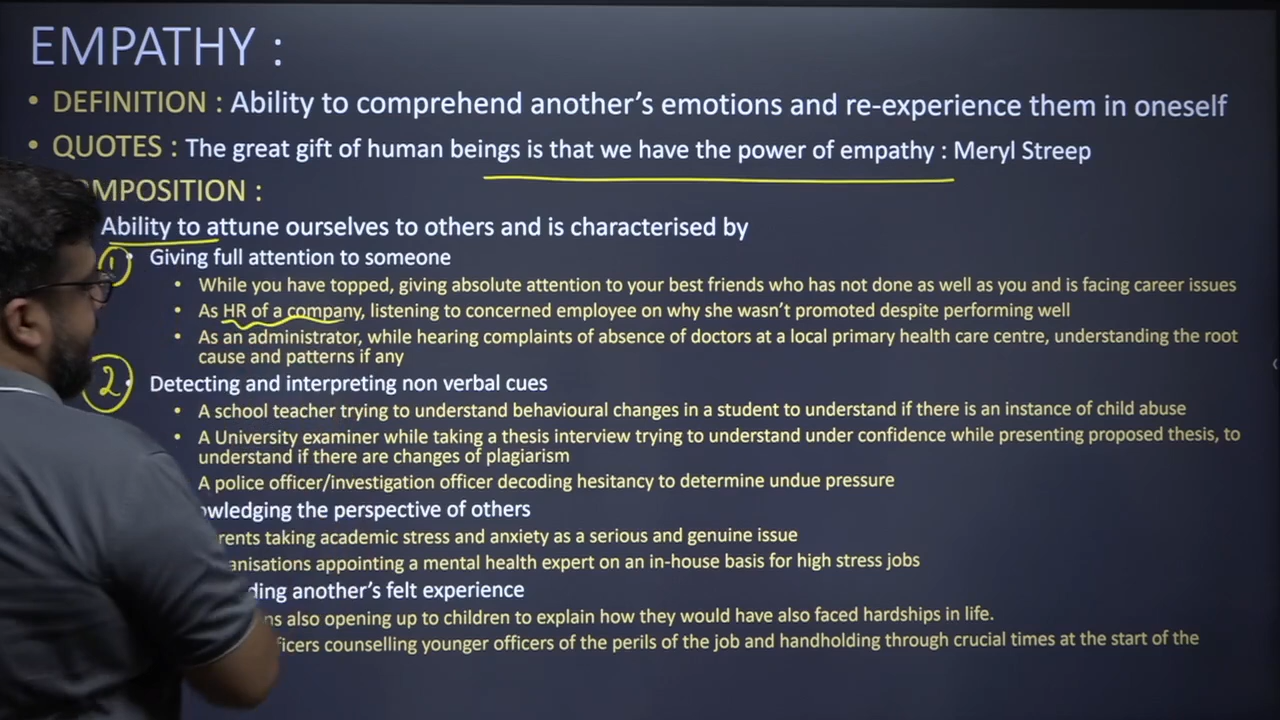 EMPATHY :
• DEFINITION : Ability to comprehend another's emotions and re-experience them in oneself
• QUOTES : The great gift of human beings is that we have the power of empathy : Meryl Streep
OMPOSITION :
Ability to attune ourselves to others and is characterised by
1 • Giving full attention to someone
• While you have topped, giving absolute attention to your best friends who has not done as well as you and is facing career issues
• As HR of a company, listening to concerned employee on why she wasn't promoted despite performing well
• As an administrator, while hearing complaints of absence of doctors at a local primary health care centre, understanding the root
cause and patterns if any
2 • Detecting and interpreting non verbal cues
• A school teacher trying to understand behavioural changes in a student to understand if there is an instance of child abuse
• A University examiner while taking a thesis interview trying to understand under confidence while presenting proposed thesis, to
understand if there are changes of plagiarism
A police officer/investigation officer decoding hesitancy to determine undue pressure
wledging the perspective of others
rents taking academic stress and anxiety as a serious and genuine issue
anisations appointing a mental health expert on an in-house basis for high stress jobs
ding another's felt experience
ns also opening up to children to explain how they would have also faced hardships in life.
icers counselling younger officers of the perils of the job and handholding through crucial times at the start of the